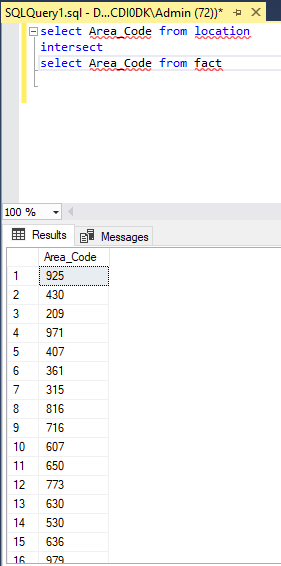 SQLQuery1.sql - D...CDI0DK\Admin (72))*
select Area_Code from location
intersect
select Area_Code from fact
100 %
Results Messages
Area_Code
1 925
2 430
3 209
4 971
5 407
6 361
7 315
8 816
9 716
10 607
11 650
12 773
13 630
14 530
15 636
16 979